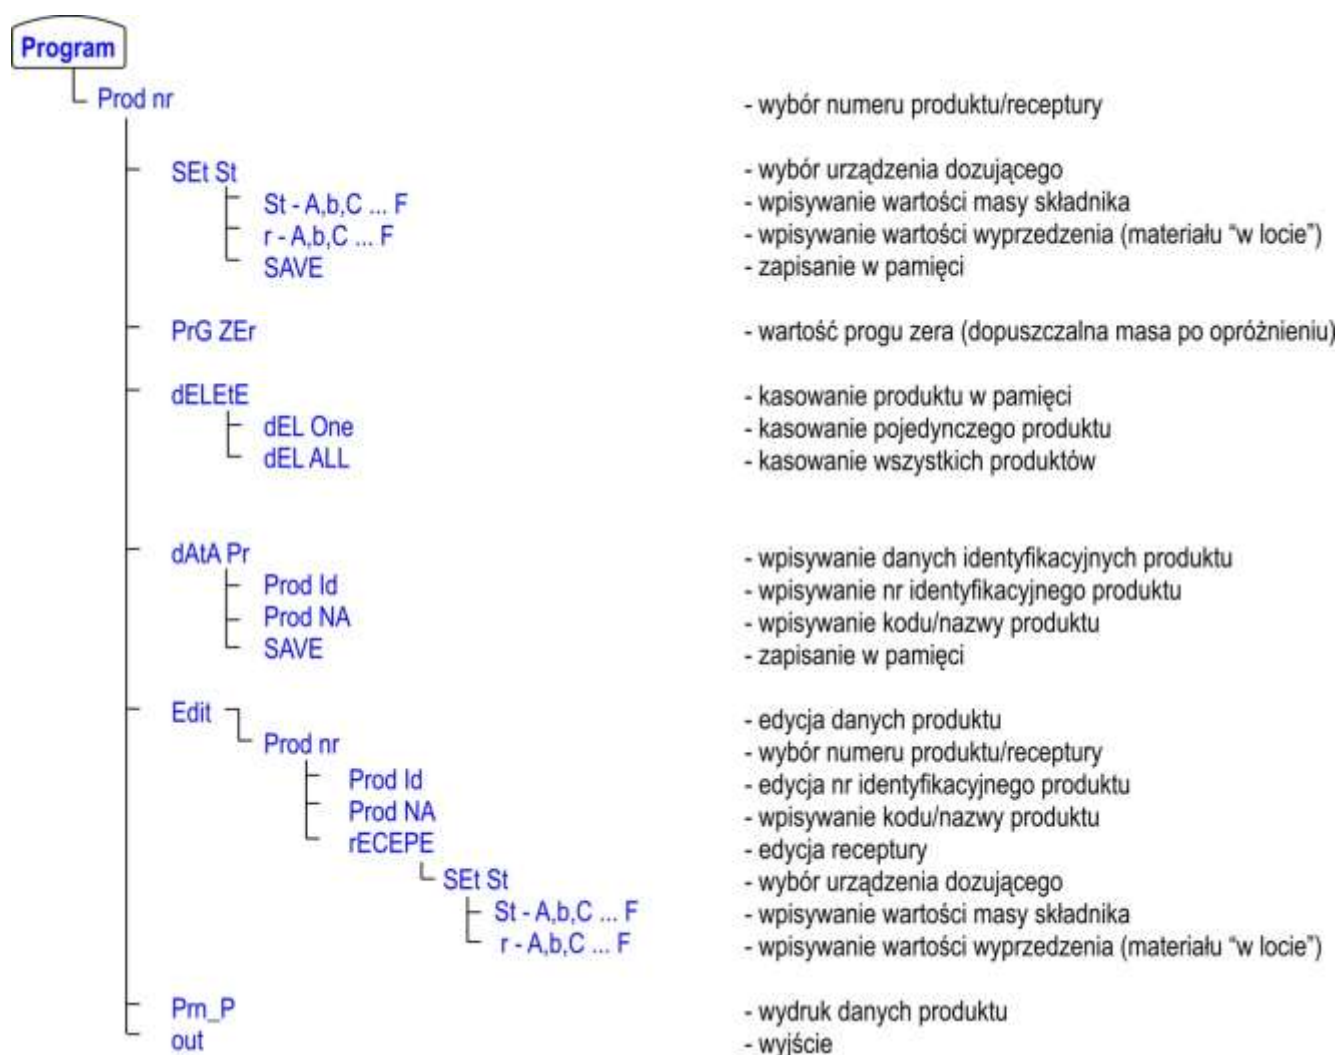 Program
Prod nr - wybór numeru produktu/receptury
SEt St - wybór urządzenia dozującego
St - A,b,C ... F - wpisywanie wartości masy składnika
r - A,b,C ... F - wpisywanie wartości wyprzedzenia (materiału “w locie”)
SAVE - zapisanie w pamięci
PrG ZEr - wartość progu zera (dopuszczalna masa po opróżnieniu)
dELEtE - kasowanie produktu w pamięci
dEL One - kasowanie pojedynczego produktu
dEL ALL - kasowanie wszystkich produktów
dAtA Pr - wpisywanie danych identyfikacyjnych produktu
Prod Id - wpisywanie nr identyfikacyjnego produktu
Prod NA - wpisywanie kodu/nazwy produktu
SAVE - zapisanie w pamięci
Edit - edycja danych produktu
Prod nr - wybór numeru produktu/receptury
Prod Id - edycja nr identyfikacyjnego produktu
Prod NA - wpisywanie kodu/nazwy produktu
rECEPE - edycja receptury
SEt St - wybór urządzenia dozującego
St - A,b,C ... F - wpisywanie wartości masy składnika
r - A,b,C ... F - wpisywanie wartości wyprzedzenia (materiału “w locie”)
Prn_P - wydruk danych produktu
out - wyjście